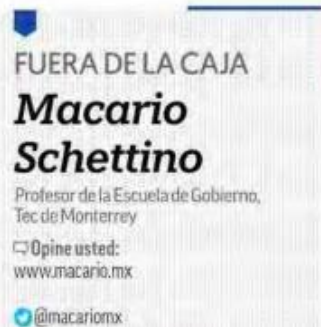 FUERA DE LA CAJA
Macario
Schettino
Profesor de la Escuela de Gobierno,
Tec de Monterrey
Opine usted:
www.macario.mx
@macariomx